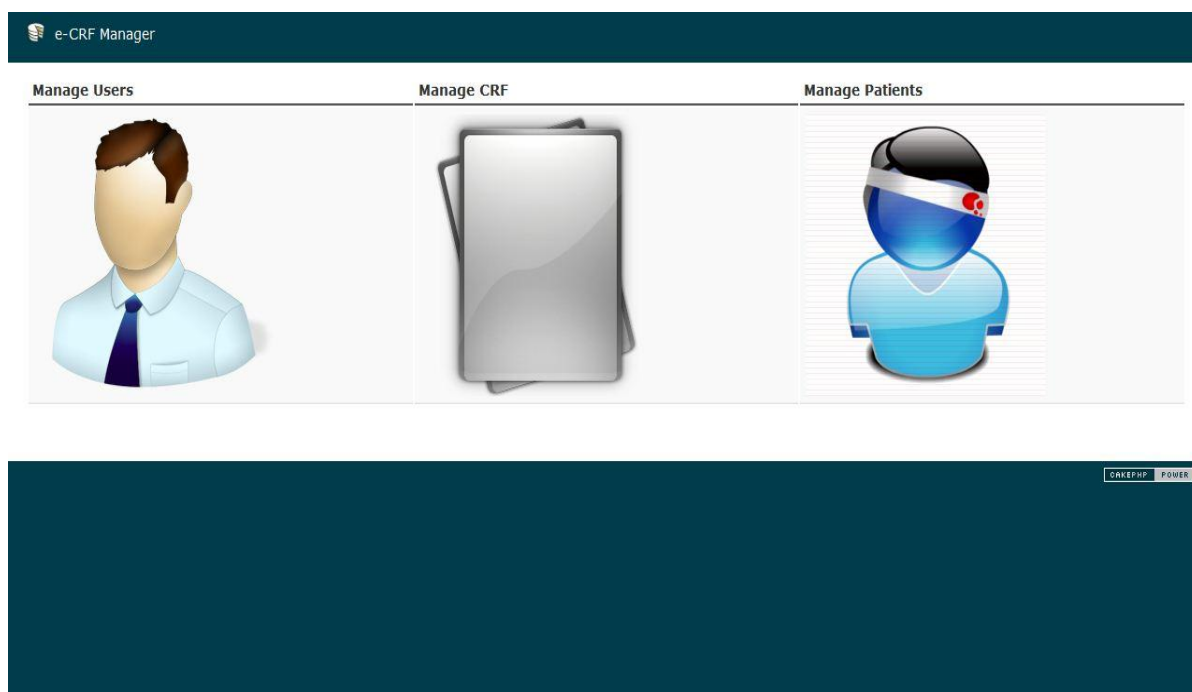 e-CRF Manager
Manage Users
Manage CRF
Manage Patients
CAKEPHP POWER